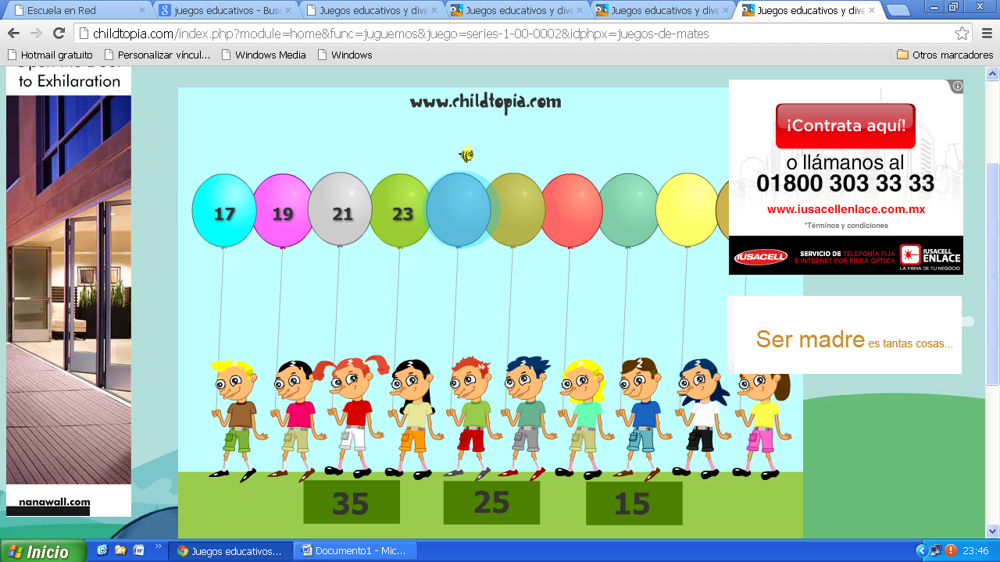 Escuela en Red
juegos educativos - Busc
Juegos educativos y dive
Juegos educativos y dive
Juegos educativos y dive
Juegos educativos y dive
childtopia.com/index.php?module=home&func=juguemos&juego=series-1-00-0002&idphpx=juegos-de-mates
Hotmail gratuito
Personalizar víncul...
Windows Media
Windows
Otros marcadores
to Exhilaration
www.childtopia.com
17
19
21
23
¡Contrata aquí!
o llámanos al
01800 303 33 33
www.iusacellenlace.com.mx
*Términos y condiciones
IUSACELL
SERVICIO DE TELEFONÍA FIJA
E INTERNET POR FIBRA ÓPTICA
IUSACELL
ENLACE
LA FIBRA DE TU NEGOCIO
Ser madre es tantas cosas...
35
25
15
nanawall.com
Inicio
Juegos educativos...
Documento1 - Mic...
23:46